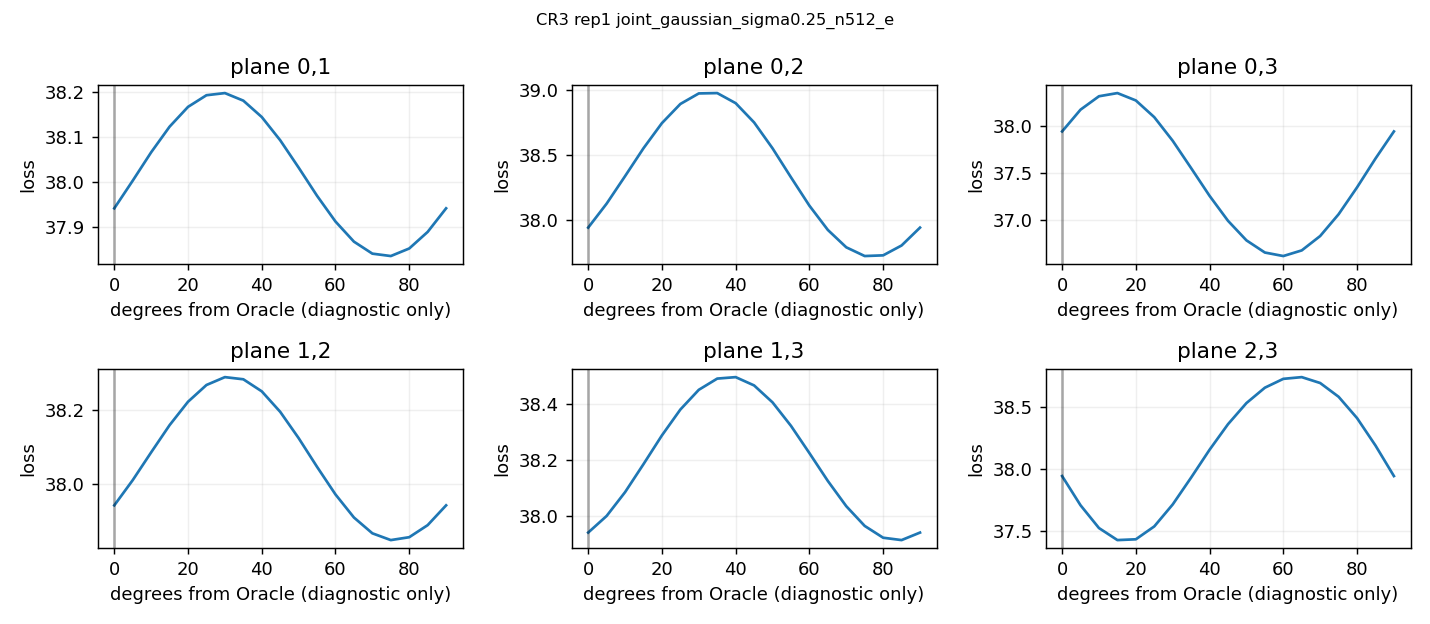 CR3 rep1 joint_gaussian_sigma0.25_n512_e
plane 0,1
38.2
38.1
38.0
37.9
loss
0 20 40 60 80
degrees from Oracle (diagnostic only)
plane 0,2
39.0
38.5
38.0
loss
0 20 40 60 80
degrees from Oracle (diagnostic only)
plane 0,3
38.0
37.5
37.0
loss
0 20 40 60 80
degrees from Oracle (diagnostic only)
plane 1,2
38.2
38.0
loss
0 20 40 60 80
degrees from Oracle (diagnostic only)
plane 1,3
38.4
38.2
38.0
loss
0 20 40 60 80
degrees from Oracle (diagnostic only)
plane 2,3
38.5
38.0
37.5
loss
0 20 40 60 80
degrees from Oracle (diagnostic only)